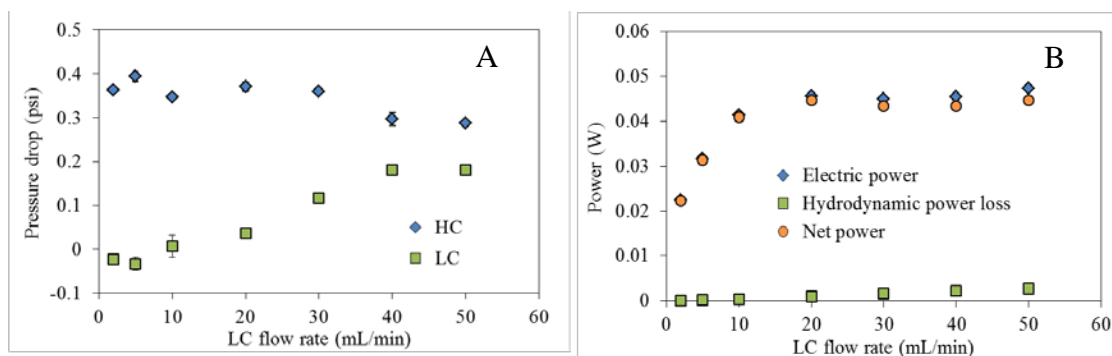 A
Pressure drop (psi)
0.5
0.4
0.3
0.2
0.1
0
-0.1
0
10
20
30
40
50
60
LC flow rate (mL/min)
HC
LC
B
Power (W)
0.06
0.05
0.04
0.03
0.02
0.01
0
0
10
20
30
40
50
60
LC flow rate (mL/min)
Electric power
Hydrodynamic power loss
Net power